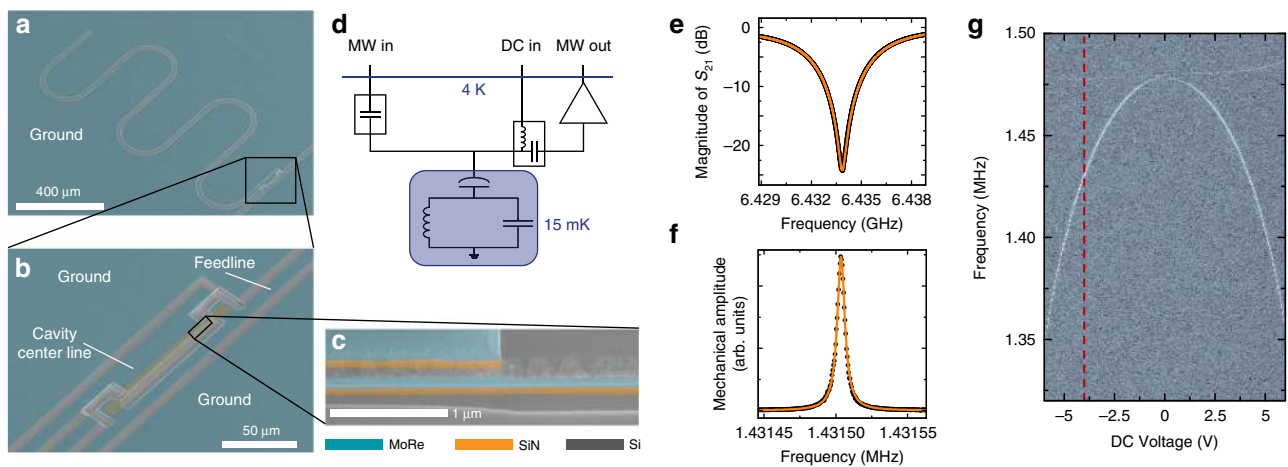 a
Ground
400 μm
b
Ground
Feedline
Cavity
center line
Ground
50 μm
c
1 μm
MoRe
SiN
Si
d
MW in
DC in
MW out
4 K
15 mK
e
Magnitude of S21 (dB)
0
−10
−20
6.429
6.432
6.435
6.438
Frequency (GHz)
f
Mechanical amplitude
(arb. units)
1.43145
1.43150
1.43155
Frequency (MHz)
g
Frequency (MHz)
1.50
1.45
1.40
1.35
−5
−2.5
0
2.5
5
DC Voltage (V)